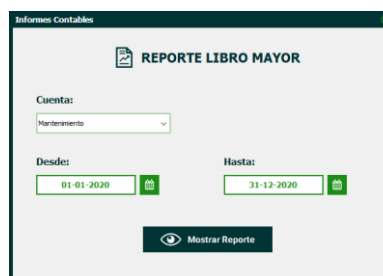 Informes Contables
REPORTE LIBRO MAYOR
Cuenta:
Mantenimiento
Desde: Hasta:
01-01-2020 31-12-2020
Mostrar Reporte